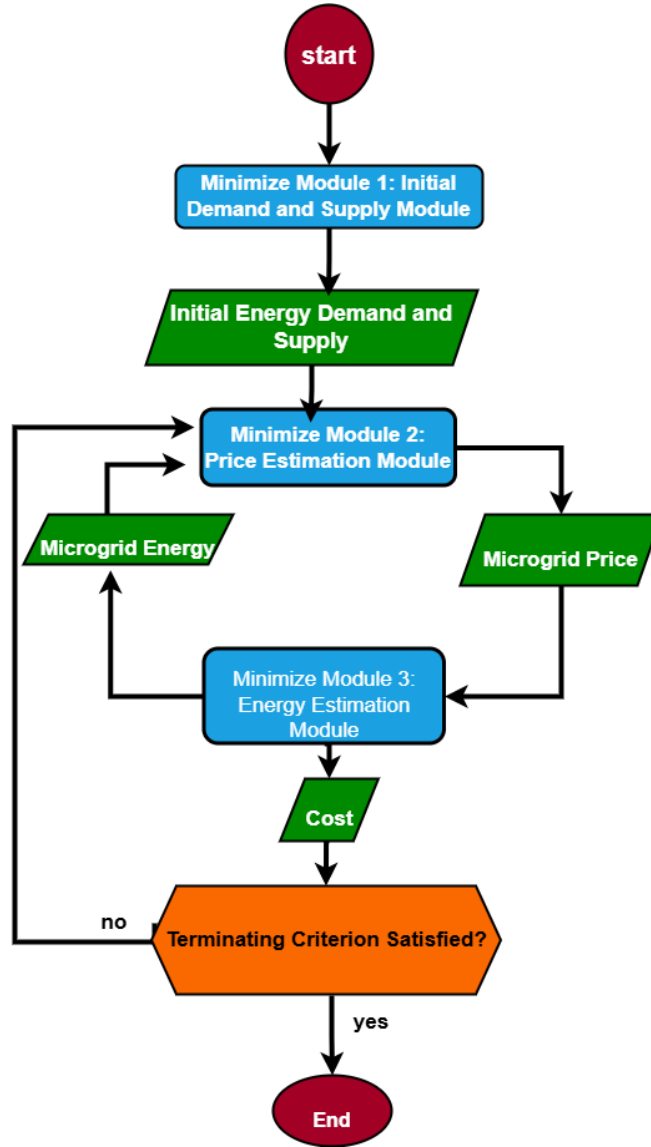 start
Minimize Module 1: Initial
Demand and Supply Module
Initial Energy Demand and
Supply
Minimize Module 2:
Price Estimation Module
Microgrid Energy
Microgrid Price
Minimize Module 3:
Energy Estimation
Module
Cost
no
Terminating Criterion Satisfied?
yes
End